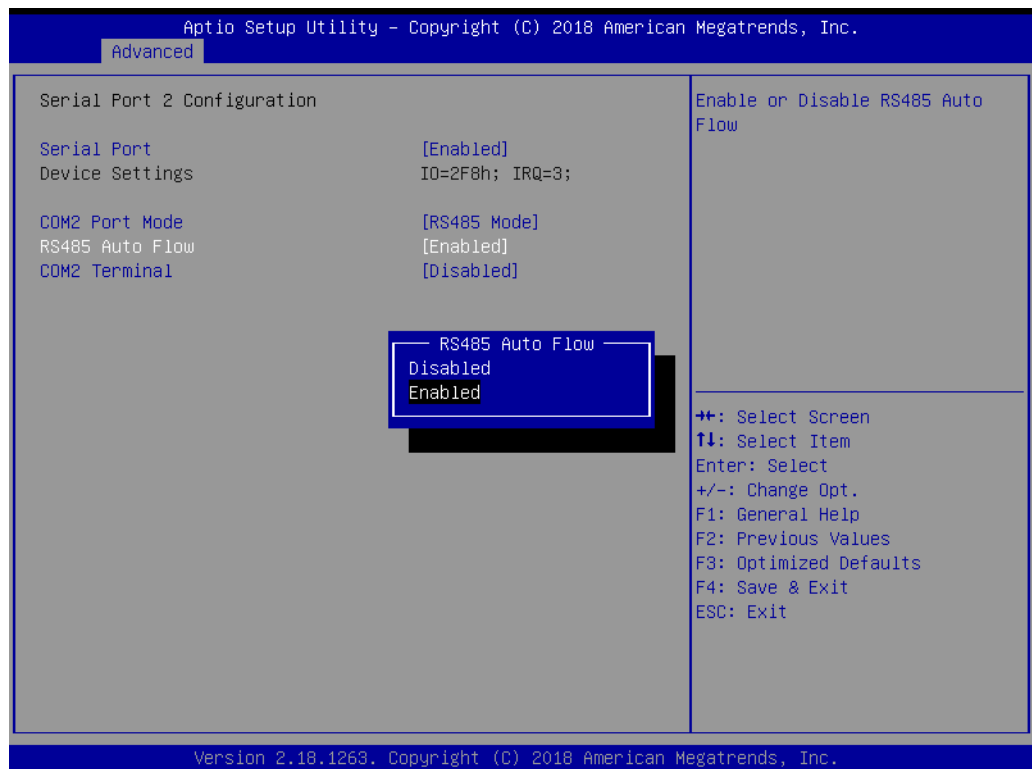 Aptio Setup Utility – Copyright (C) 2018 American Megatrends, Inc.
Advanced
Serial Port 2 Configuration
Serial Port [Enabled]
Device Settings IO=2F8h; IRQ=3;
COM2 Port Mode [RS485 Mode]
RS485 Auto Flow [Enabled]
COM2 Terminal [Disabled]
RS485 Auto Flow
Disabled
Enabled
Enable or Disable RS485 Auto
Flow
→←: Select Screen
↑↓: Select Item
Enter: Select
+/-: Change Opt.
F1: General Help
F2: Previous Values
F3: Optimized Defaults
F4: Save & Exit
ESC: Exit
Version 2.18.1263. Copyright (C) 2018 American Megatrends, Inc.